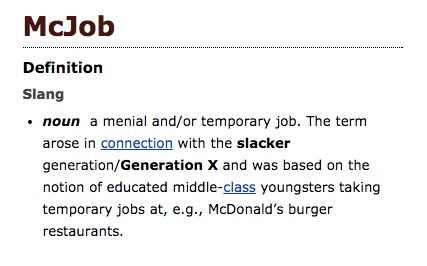 McJob
Definition
Slang
• noun a menial and/or temporary job. The term
arose in connection with the slacker
generation/Generation X and was based on the
notion of educated middle-class youngsters taking
temporary jobs at, e.g., McDonald's burger
restaurants.